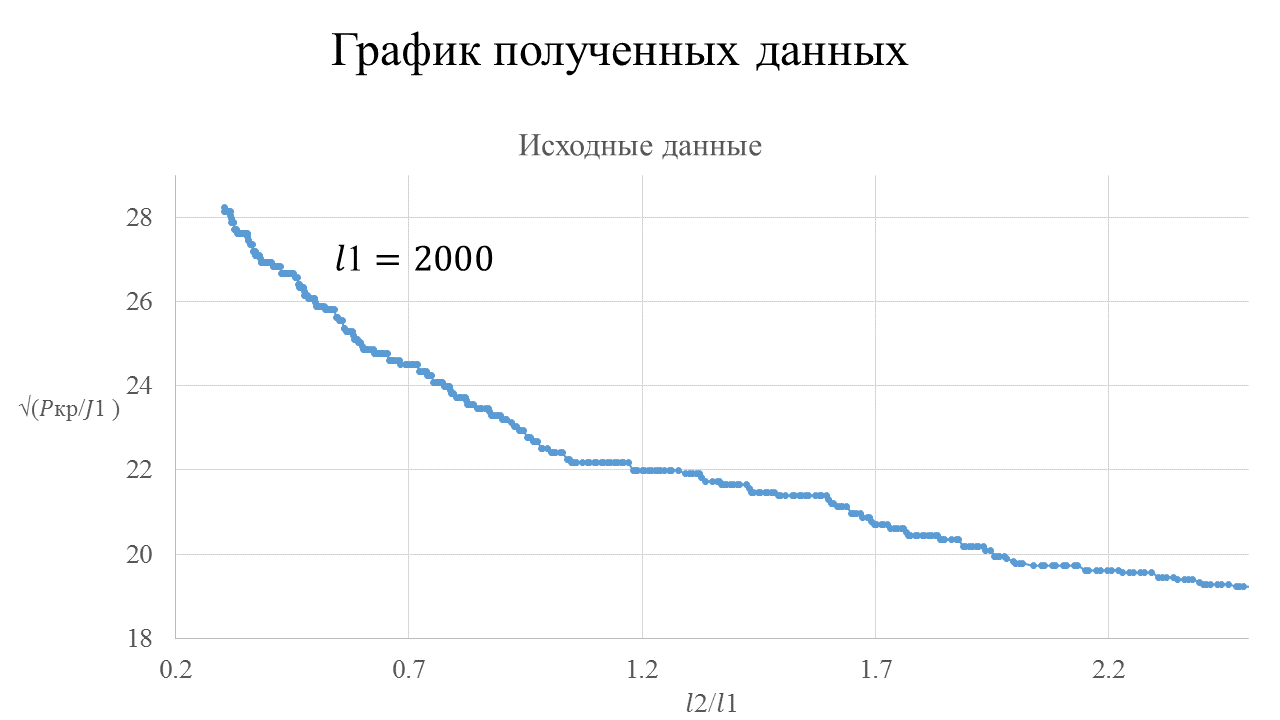 График полученных данных
Исходные данные
28
26
24
22
20
18
√(Pкр/J1 )
l1 = 2000
0.2 0.7 1.2 1.7 2.2
l2/l1